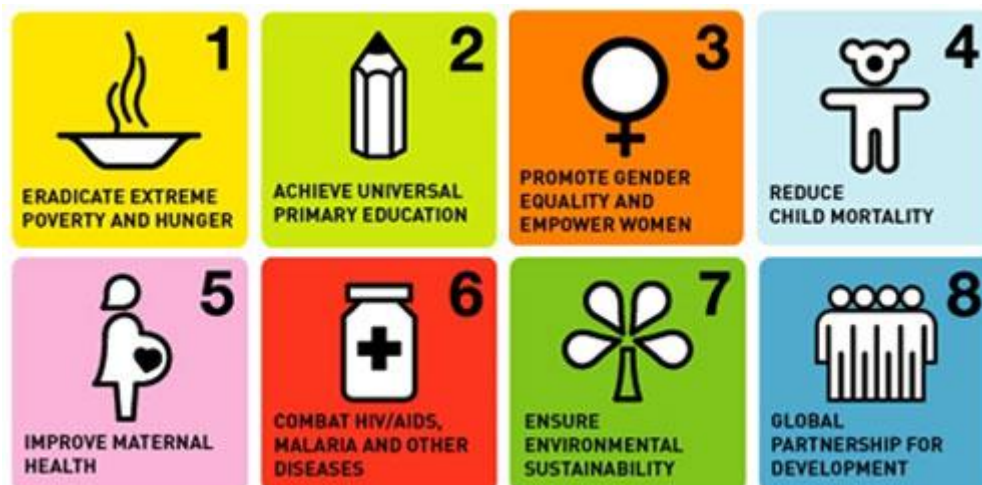 1
ERADICATE EXTREME
POVERTY AND HUNGER
2
ACHIEVE UNIVERSAL
PRIMARY EDUCATION
3
PROMOTE GENDER
EQUALITY AND
EMPOWER WOMEN
4
REDUCE
CHILD MORTALITY
5
IMPROVE MATERNAL
HEALTH
6
COMBAT HIV/AIDS,
MALARIA AND OTHER
DISEASES
7
ENSURE
ENVIRONMENTAL
SUSTAINABILITY
8
GLOBAL
PARTNERSHIP FOR
DEVELOPMENT